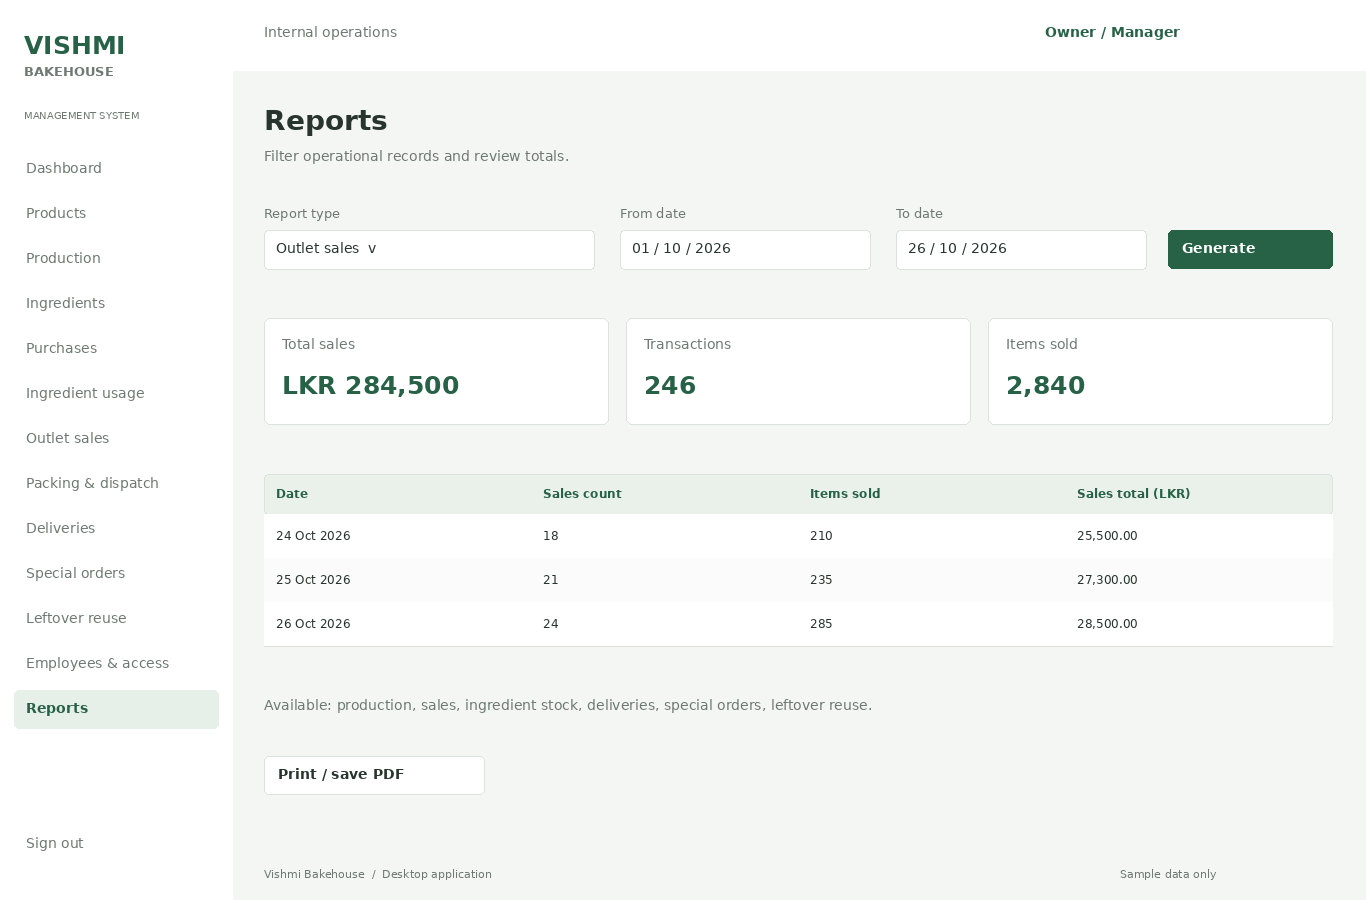 VISHMI
BAKEHOUSE
MANAGEMENT SYSTEM
Dashboard
Products
Production
Ingredients
Purchases
Ingredient usage
Outlet sales
Packing & dispatch
Deliveries
Special orders
Leftover reuse
Employees & access
Reports
Sign out
Internal operations
Owner / Manager
Reports
Filter operational records and review totals.
Report type
From date
To date
Outlet sales v
01 / 10 / 2026
26 / 10 / 2026
Generate
Total sales
LKR 284,500
Transactions
246
Items sold
2,840
Date Sales count Items sold Sales total (LKR)
24 Oct 2026 18 210 25,500.00
25 Oct 2026 21 235 27,300.00
26 Oct 2026 24 285 28,500.00
Available: production, sales, ingredient stock, deliveries, special orders, leftover reuse.
Print / save PDF
Vishmi Bakehouse / Desktop application
Sample data only